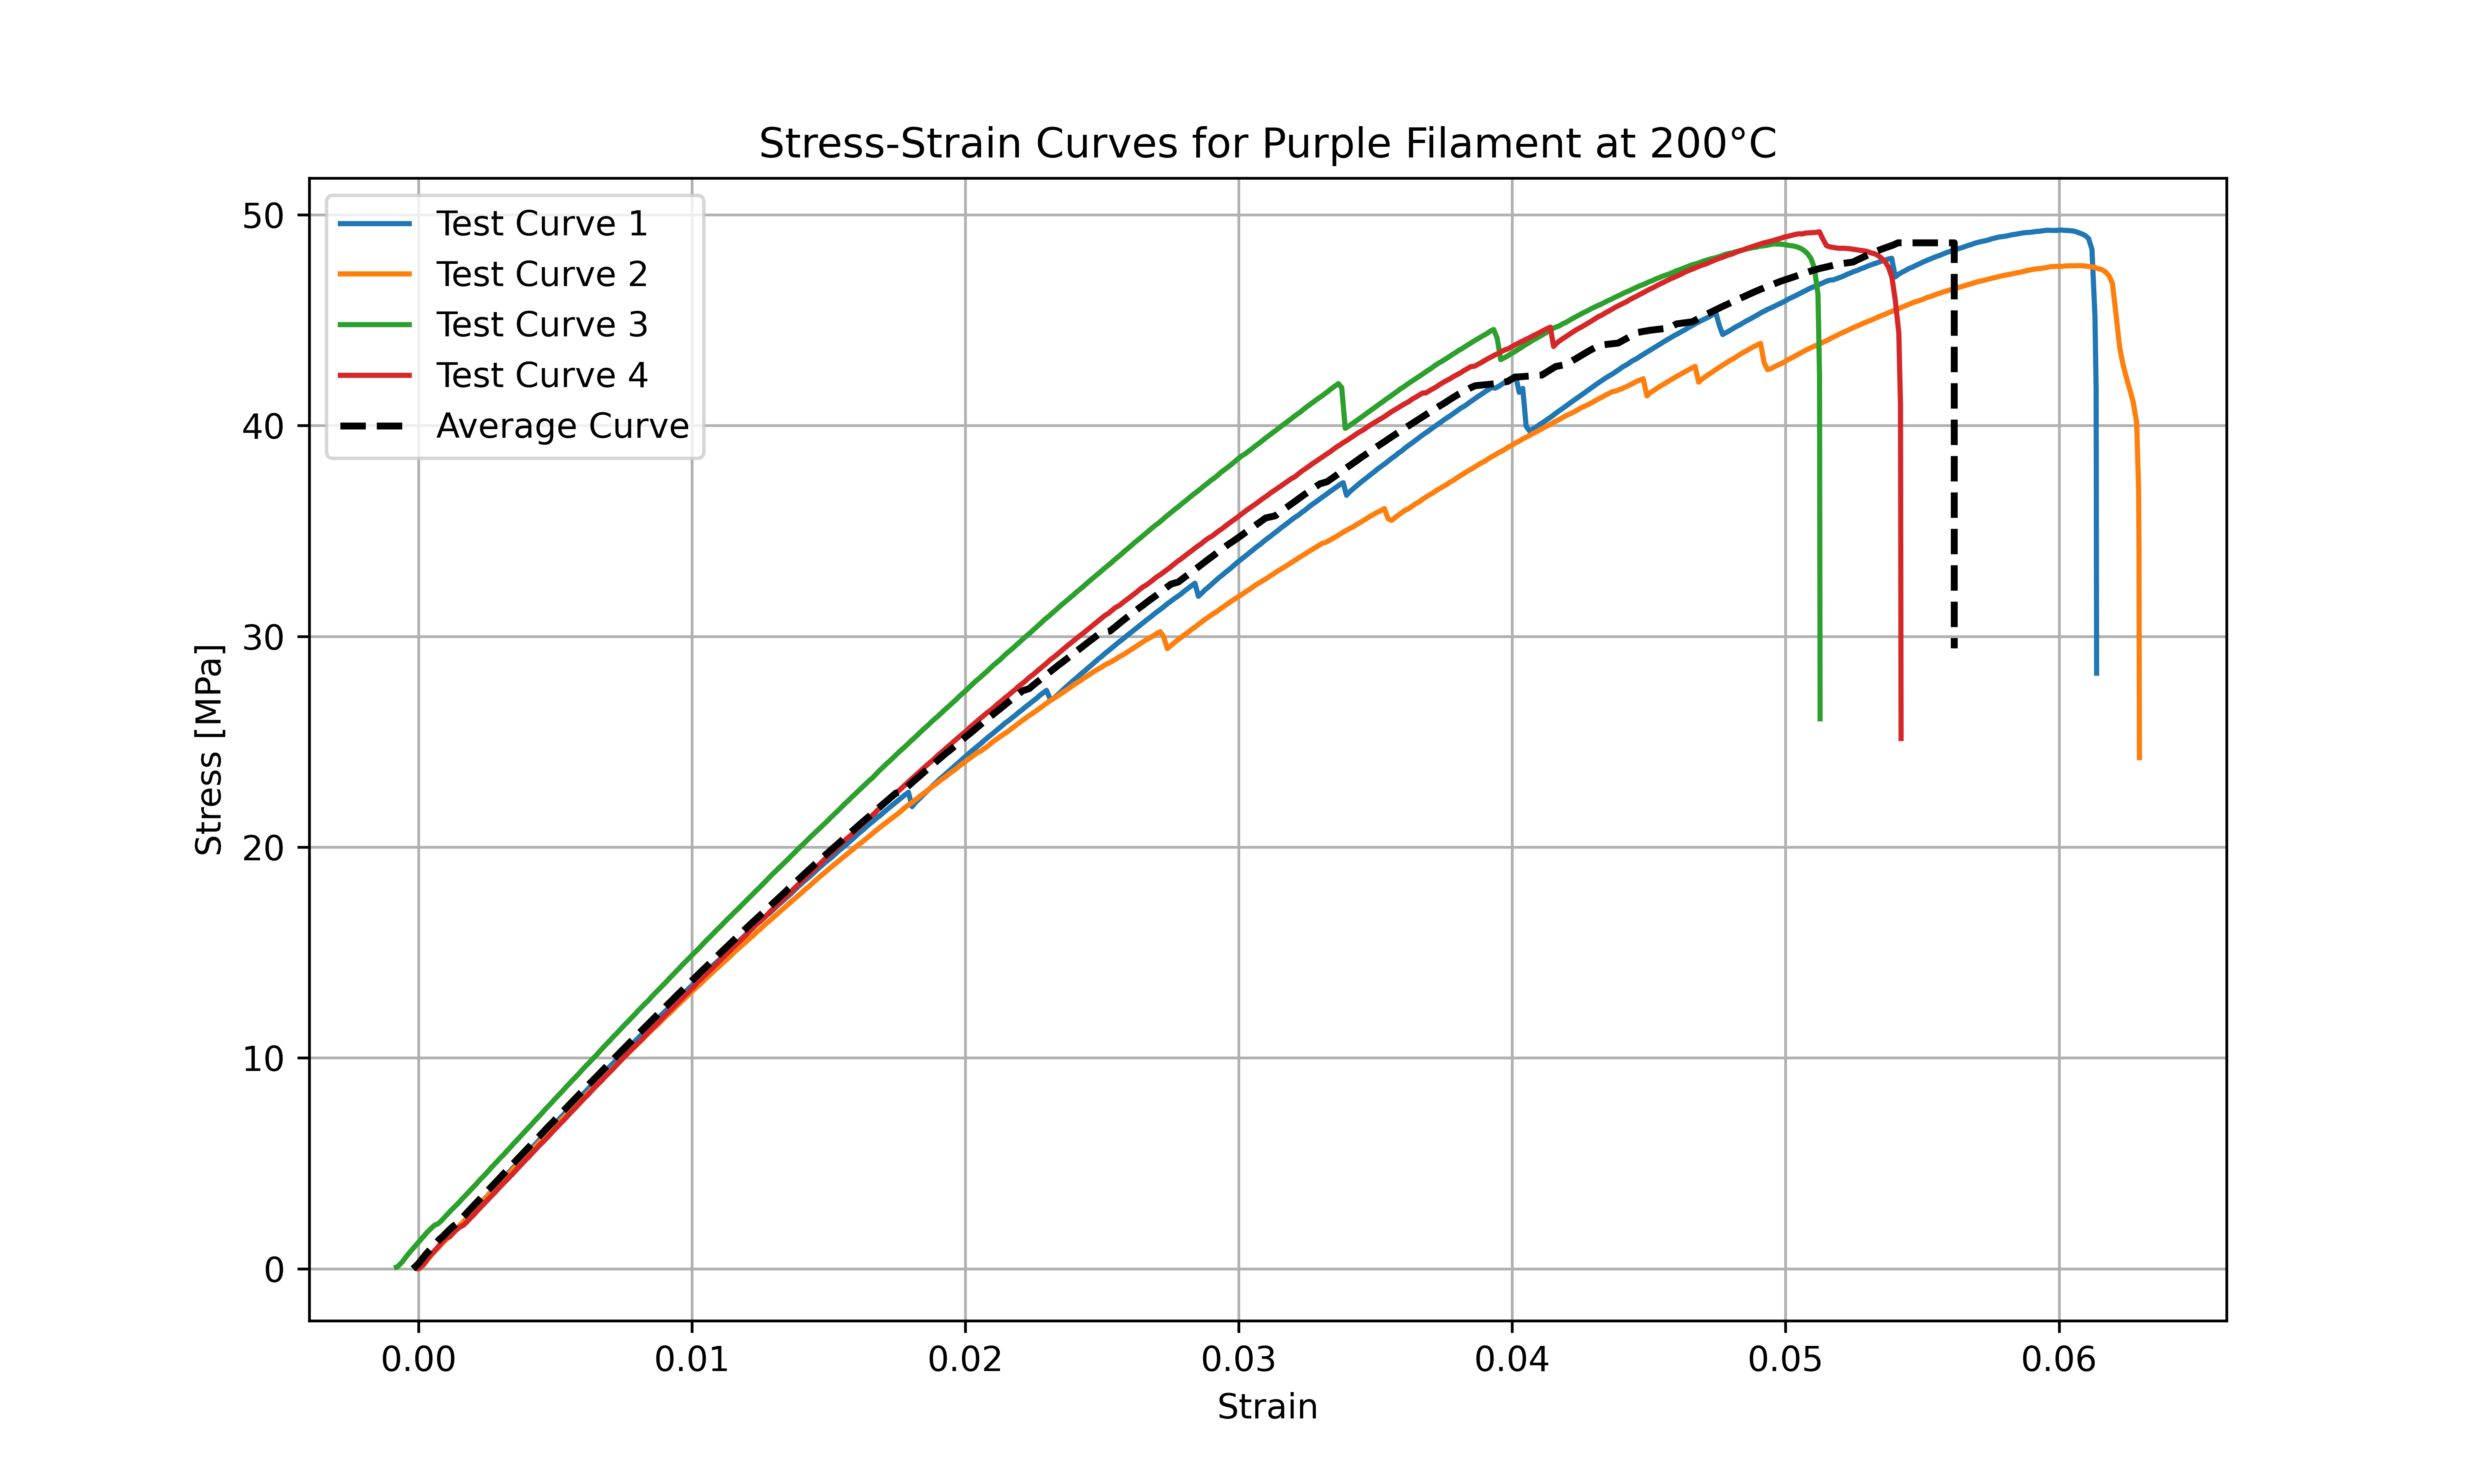 Stress-Strain Curves for Purple Filament at 200°C
Test Curve 1
Test Curve 2
Test Curve 3
Test Curve 4
Average Curve
Stress [MPa]
50
40
30
20
10
0
0.00 0.01 0.02 0.03 0.04 0.05 0.06
Strain